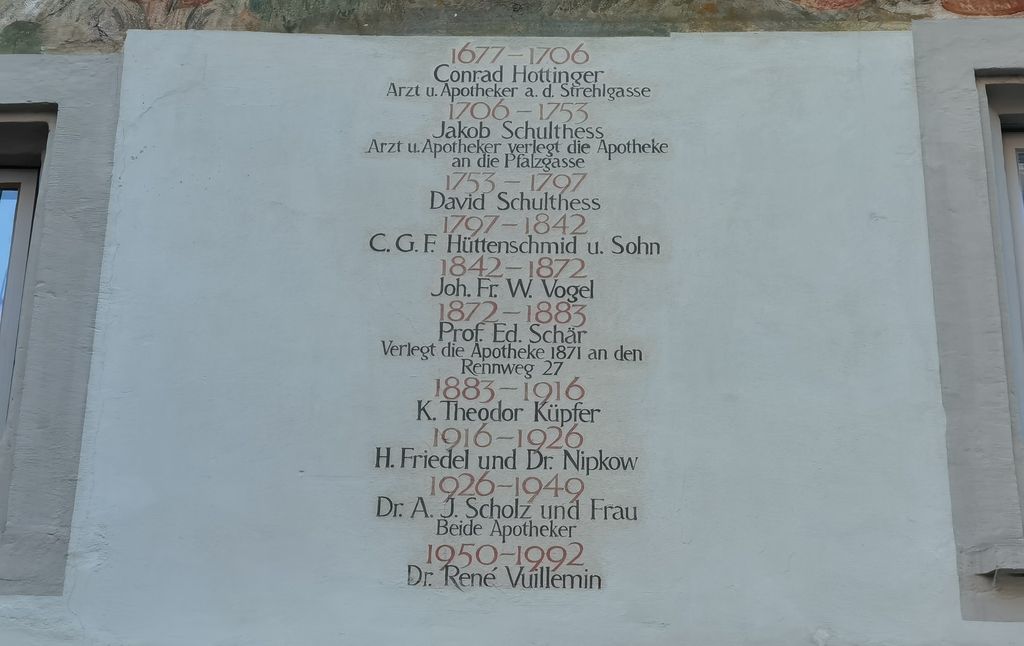 1677–1706
Conrad Hottinger
Arzt u. Apotheker a. d. Strehlgasse
1706–1753
Jakob Schulthess
Arzt u. Apotheker verlegt die Apotheke
an die Pfalzgasse
1753–1797
David Schulthess
1797–1842
C. G. F. Hüttenschmid u. Sohn
1842–1872
Joh. Fr. W. Vogel
1872–1883
Prof. Ed. Schär
Verlegt die Apotheke 1871 an den
Rennweg 27
1883–1916
K. Theodor Küpfer
1916–1926
H. Friedel und Dr. Nipkow
1926–1949
Dr. A. J. Scholz und Frau
Beide Apotheker
1950–1992
Dr. René Vuillemin